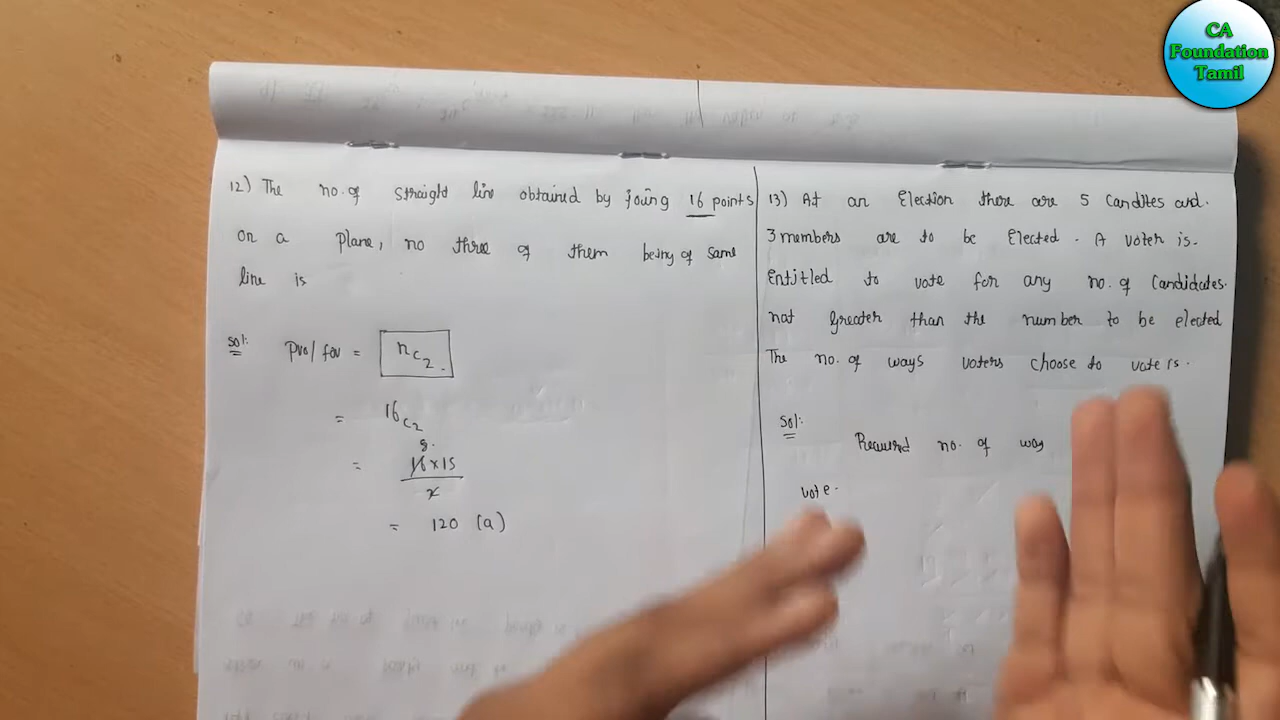 CA
Foundation
Tamil
12) The no. of straight line obtained by joing 16 points
on a plane, no three of them being of same
line is
Sol:
= nC2.
= 16C2
8.
= 16×15
2
= 120 (a)
13) At an Election there are 5 Candites and.
3 members are to be Elected. A voter is.
Entitled to vote for any no. of Candidates.
not Greater than the number to be elected
The no. of ways voters choose to vote is.
Sol:
Required no. of way
vote.